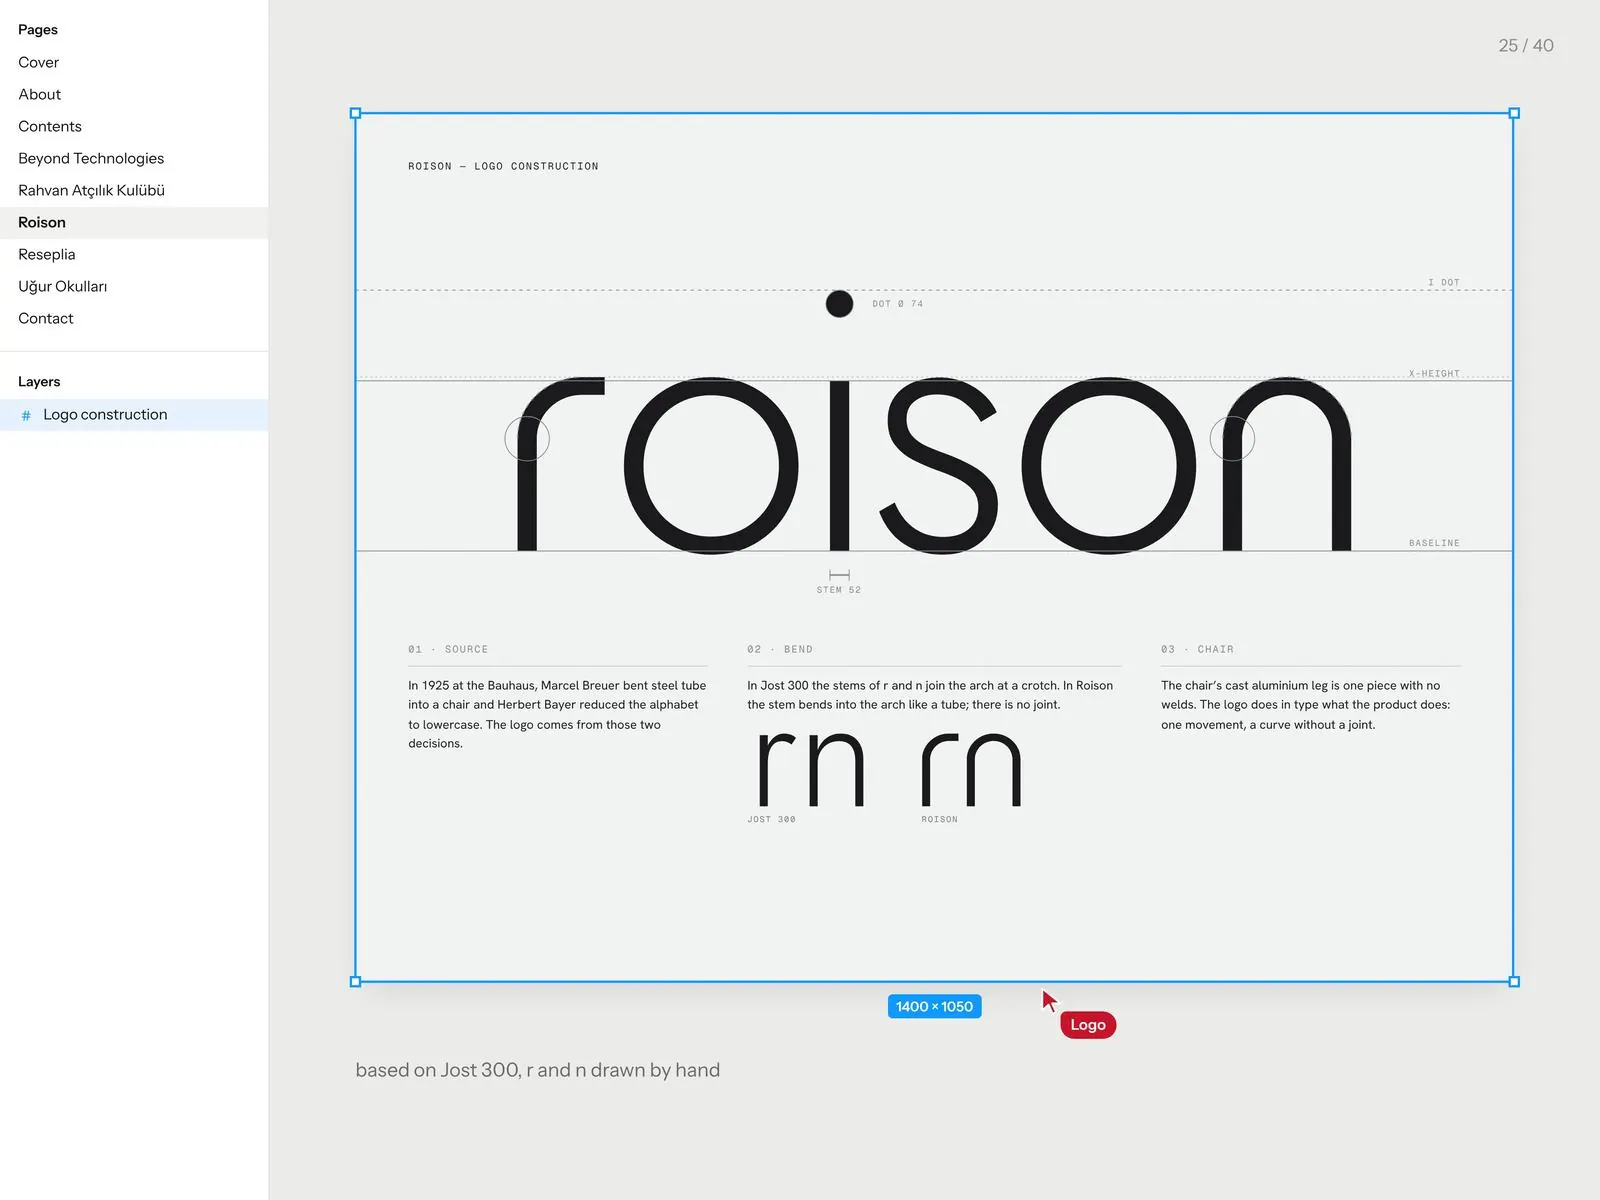 Pages
Cover
About
Contents
Beyond Technologies
Rahvan Atçılık Kulübü
Roison
Reseplia
Uğur Okulları
Contact
Layers
# Logo construction
25 / 40
ROISON — LOGO CONSTRUCTION
I DOT
DOT Ø 74
X-HEIGHT
roison
BASELINE
STEM 52
01 · SOURCE
In 1925 at the Bauhaus, Marcel Breuer bent steel tube
into a chair and Herbert Bayer reduced the alphabet
to lowercase. The logo comes from those two
decisions.
02 · BEND
In Jost 300 the stems of r and n join the arch at a crotch. In Roison
the stem bends into the arch like a tube; there is no joint.
rn rn
JOST 300 ROISON
03 · CHAIR
The chair’s cast aluminium leg is one piece with no
welds. The logo does in type what the product does:
one movement, a curve without a joint.
1400 × 1050
Logo
based on Jost 300, r and n drawn by hand